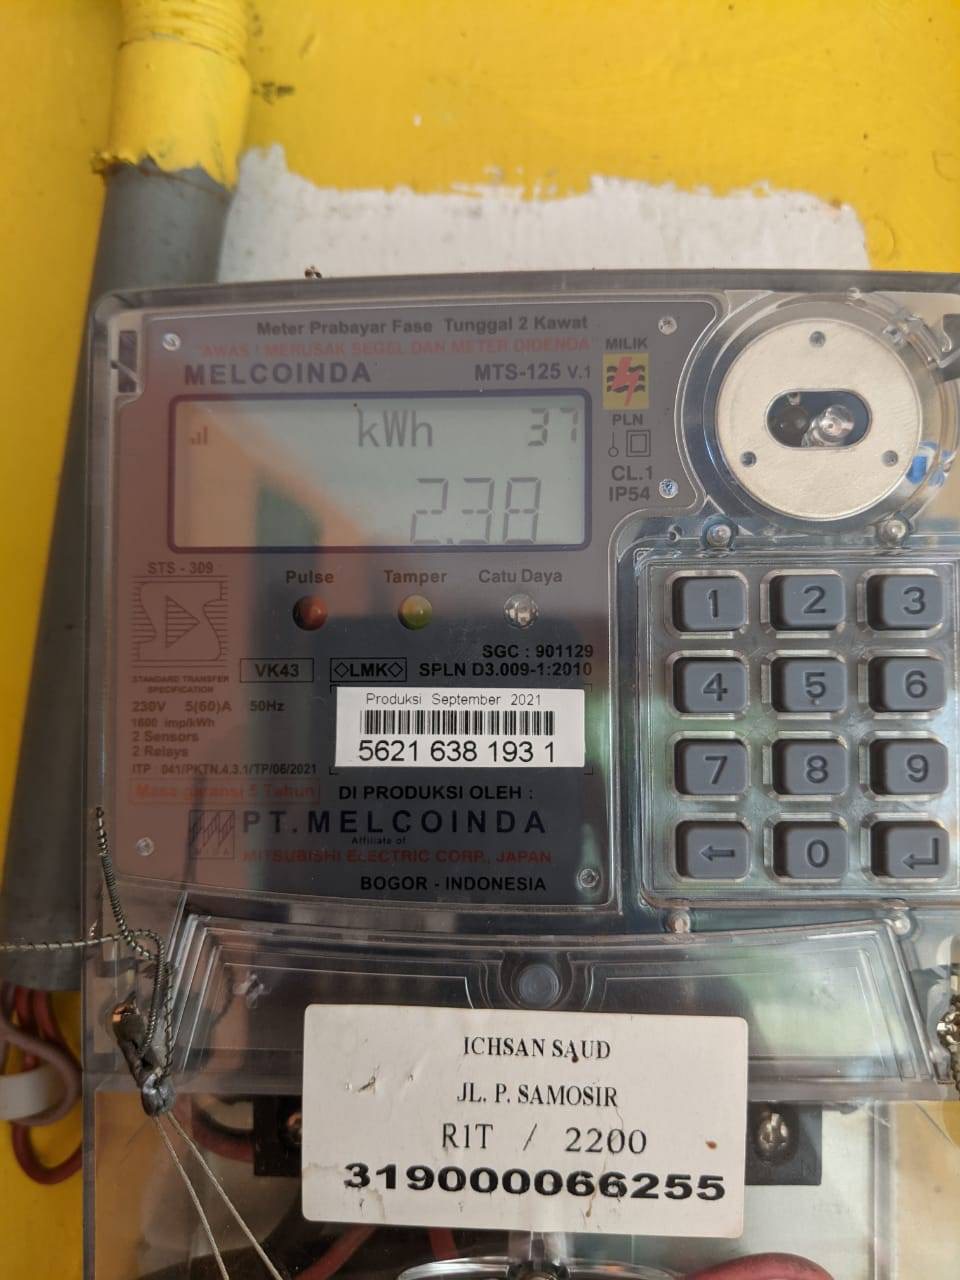 Meter Prabayar Fase Tunggal 2 Kawat
"AWAS ! MERUSAK SEGEL DAN METER DIDENDA"
MELCOINDA MTS-125 V.1
MILIK
PLN
CL.1
IP54
kWh 37
2.38
STS - 309
Pulse Tamper Catu Daya
STANDARD TRANSFER
SPECIFICATION
SGC : 901129
VK43 ◇LMK◇ SPLN D3.009-1:2010
230V 5(60)A 50Hz
1600 imp/kWh
2 Sensors
2 Relays
ITP : 041/PKTN.4.3.1/TP/06/2021
Masa garansi 5 Tahun
Produksi September 2021
5621 638 193 1
DI PRODUKSI OLEH :
PT.MELCOINDA
Affiliate of
MITSUBISHI ELECTRIC CORP., JAPAN
BOGOR - INDONESIA
1 2 3
4 5 6
7 8 9
← 0 ↵
ICHSAN SAUD
JL. P. SAMOSIR
R1T / 2200
319000066255